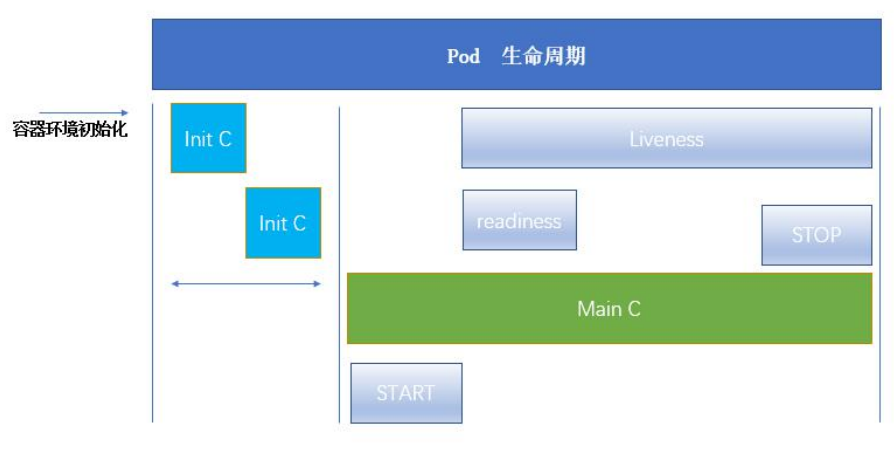 Pod 生命周期
容器环境初始化
Init C
Liveness
Init C
readiness
STOP
Main C
START